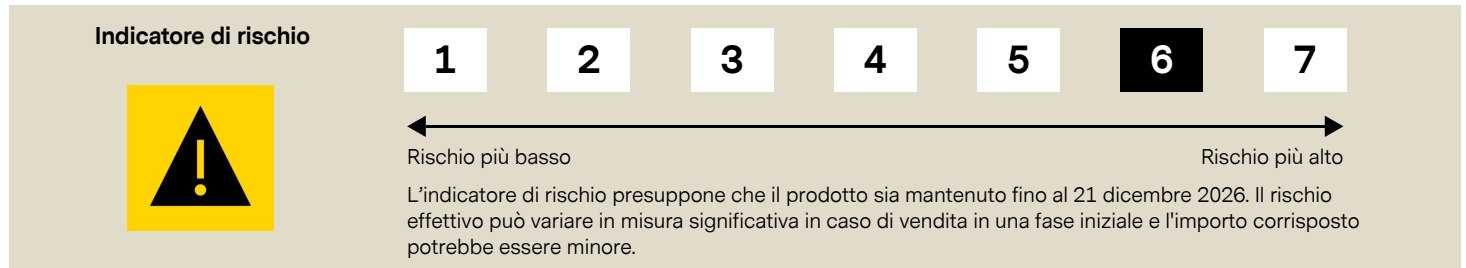 Indicatore di rischio
1 2 3 4 5 6 7
!
Rischio più basso Rischio più alto
L’indicatore di rischio presuppone che il prodotto sia mantenuto fino al 21 dicembre 2026. Il rischio
effettivo può variare in misura significativa in caso di vendita in una fase iniziale e l'importo corrisposto
potrebbe essere minore.